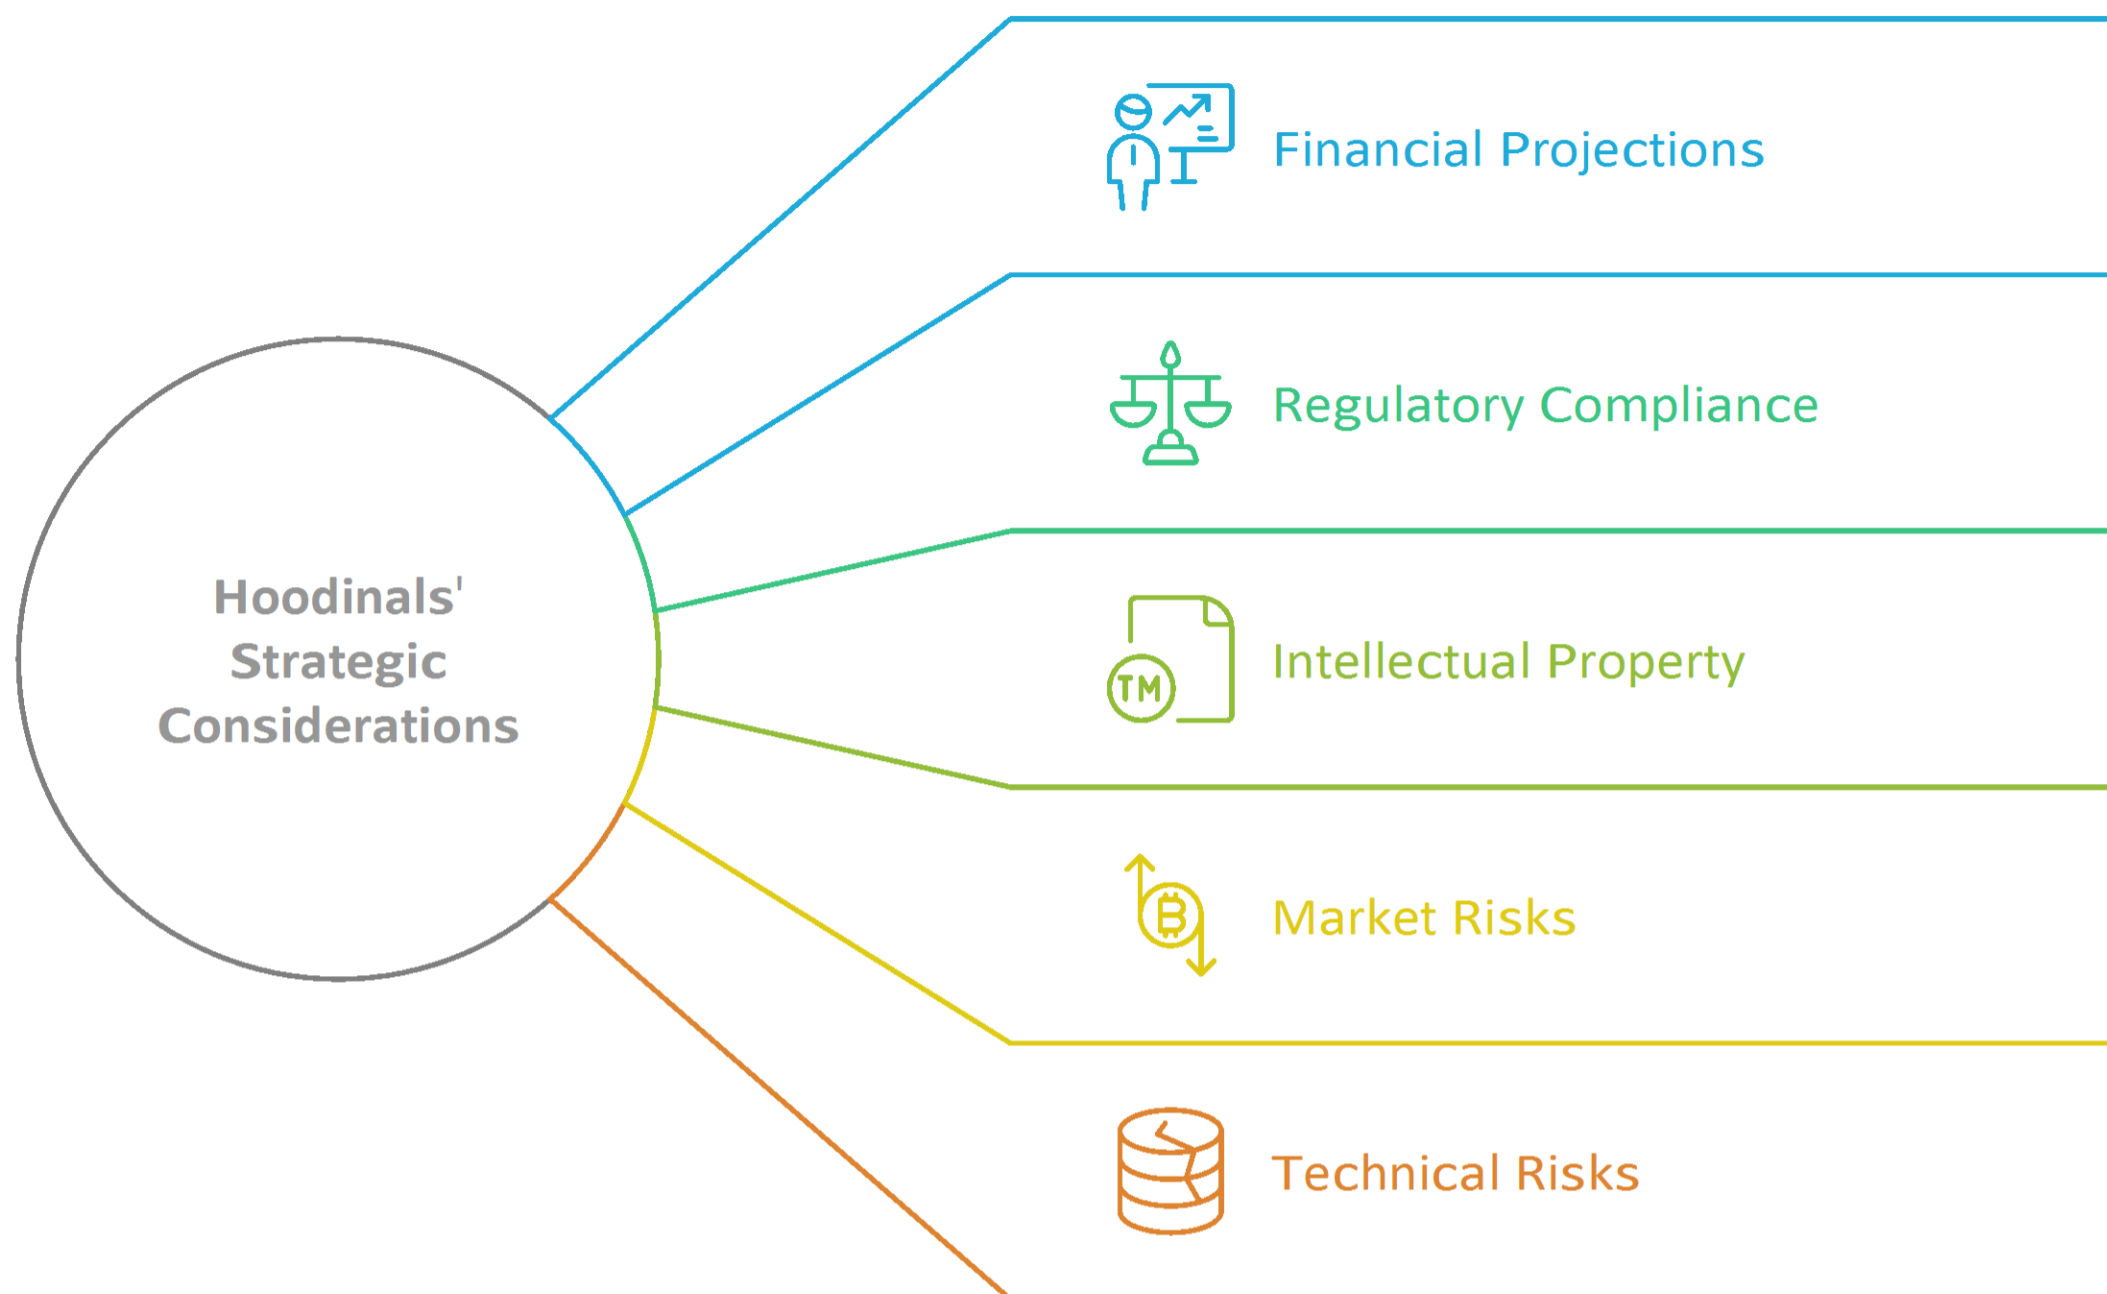 Financial Projections
Regulatory Compliance
Hoodinals'
Strategic
Considerations
TM
Intellectual Property
Market Risks
Technical Risks